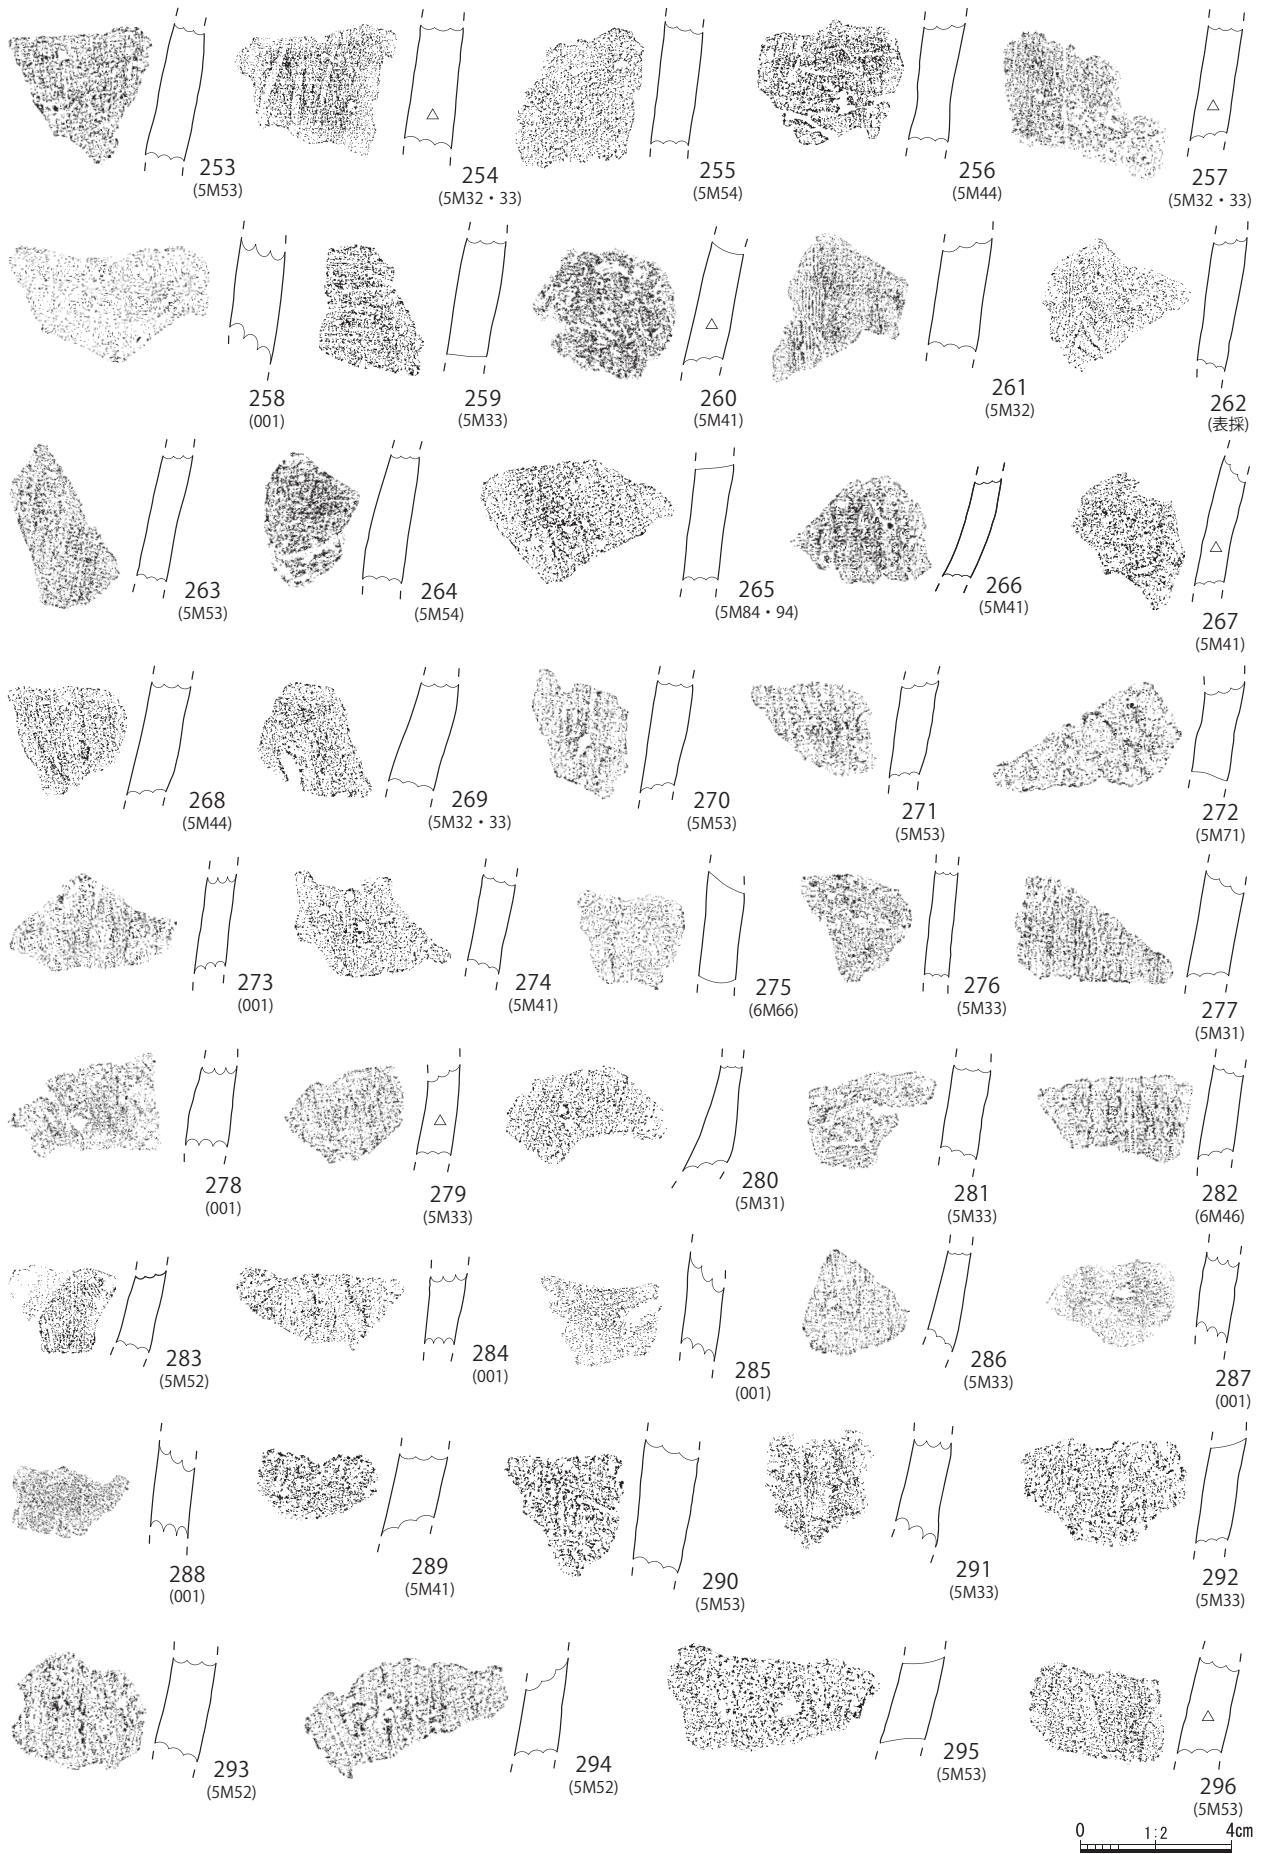 253
(5M53)
254
(5M32・33)
255
(5M54)
256
(5M44)
257
(5M32・33)
258
(001)
259
(5M33)
260
(5M41)
261
(5M32)
262
(表採)
263
(5M53)
264
(5M54)
265
(5M84・94)
266
(5M41)
267
(5M41)
268
(5M44)
269
(5M32・33)
270
(5M53)
271
(5M53)
272
(5M71)
273
(001)
274
(5M41)
275
(6M66)
276
(5M33)
277
(5M31)
278
(001)
279
(5M33)
280
(5M31)
281
(5M33)
282
(6M46)
283
(5M52)
284
(001)
285
(001)
286
(5M33)
287
(001)
288
(001)
289
(5M41)
290
(5M53)
291
(5M33)
292
(5M33)
293
(5M52)
294
(5M52)
295
(5M53)
296
(5M53)
0 1:2 4cm